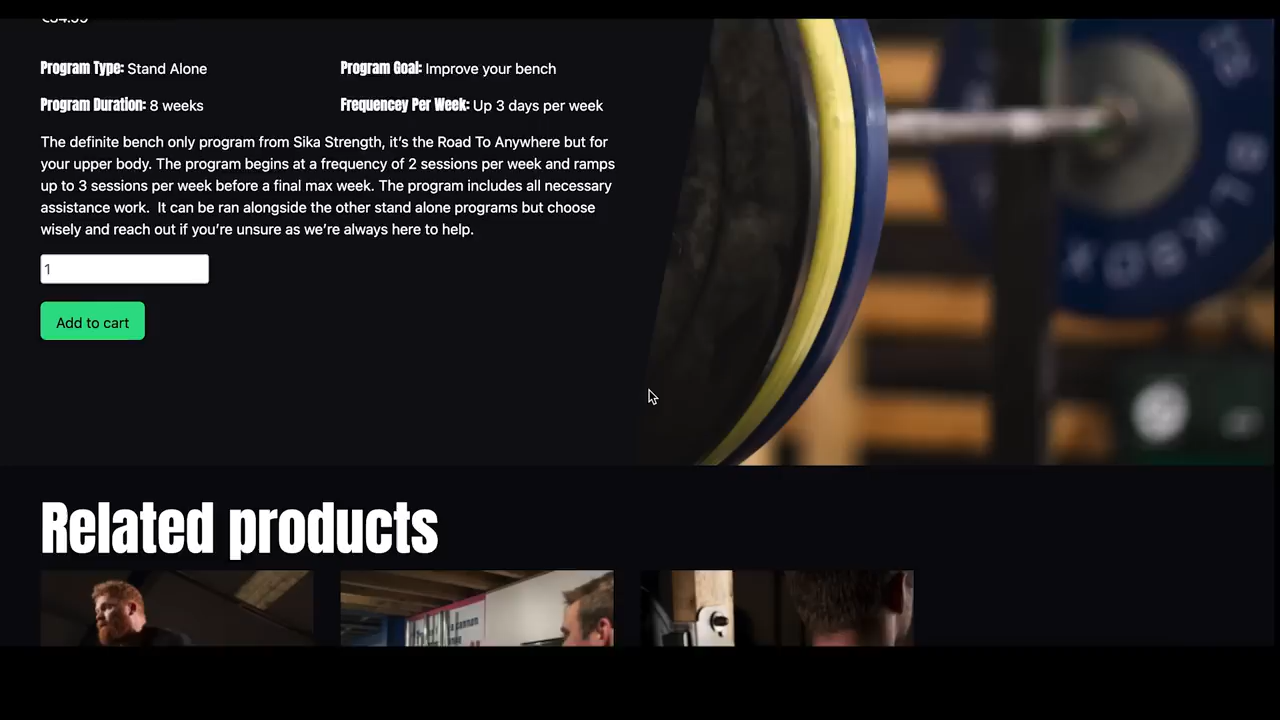 Program Type: Stand Alone
Program Goal: Improve your bench
Program Duration: 8 weeks
Frequencey Per Week: Up 3 days per week
The definite bench only program from Sika Strength, it’s the Road To Anywhere but for
your upper body. The program begins at a frequency of 2 sessions per week and ramps
up to 3 sessions per week before a final max week. The program includes all necessary
assistance work.  It can be ran alongside the other stand alone programs but choose
wisely and reach out if you’re unsure as we’re always here to help.
1
Add to cart
BLKBOX
Related products